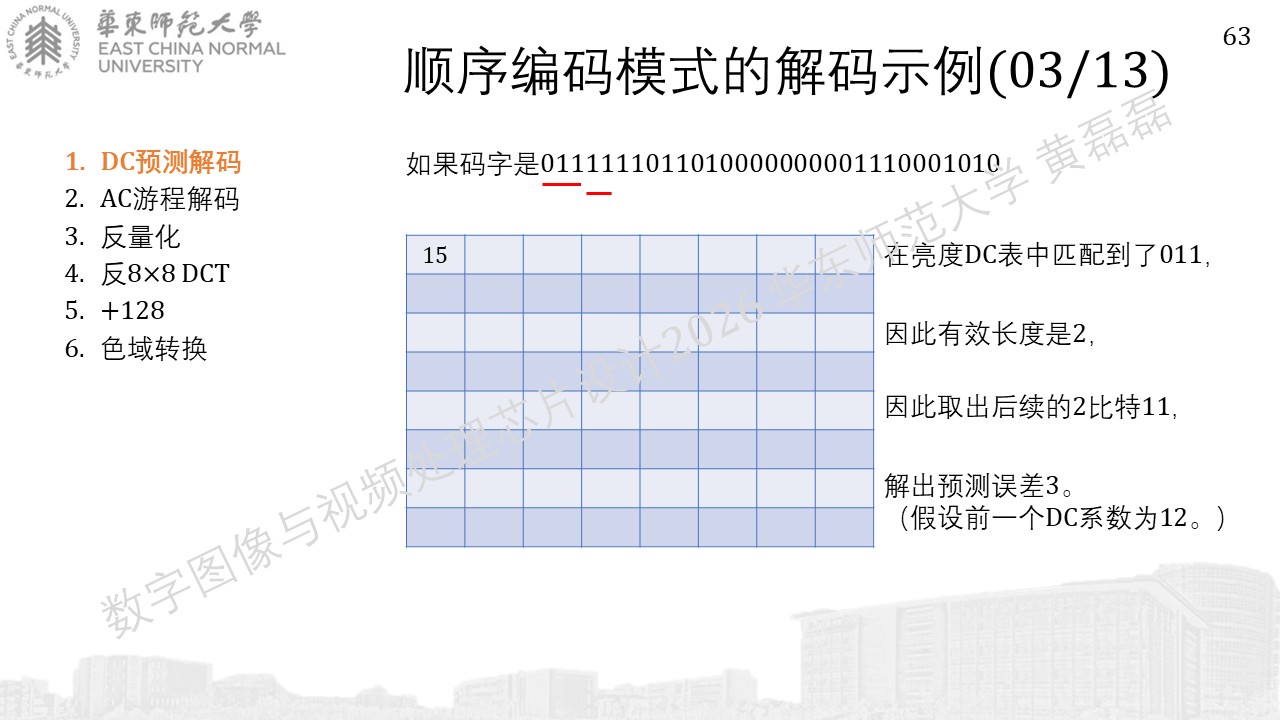 華東師範大學
EAST CHINA NORMAL
UNIVERSITY
63
顺序编码模式的解码示例(03/13)
1. DC预测解码
2. AC游程解码
3. 反量化
4. 反8×8 DCT
5. +128
6. 色域转换
如果码字是01111110110100000000001110001010
15
在亮度DC表中匹配到了011，
因此有效长度是2，
因此取出后续的2比特11，
解出预测误差3。
（假设前一个DC系数为12。）
数字图像与视频处理芯片设计2026 华东师范大学 黄磊磊